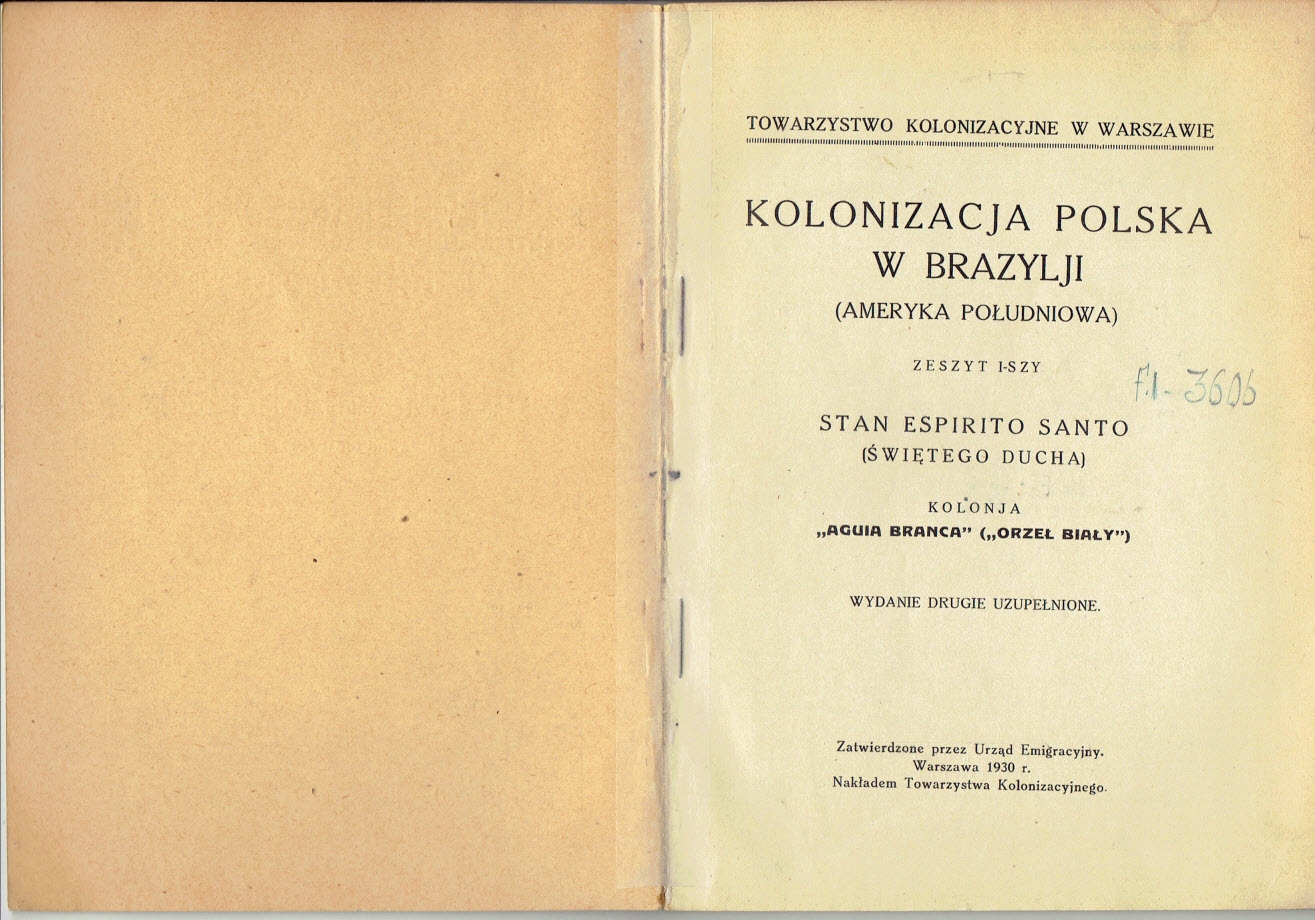 TOWARZYSTWO KOLONIZACYJNE W WARSZAWIE
KOLONIZACJA POLSKA
W BRAZYLJI
(AMERYKA POŁUDNIOWA)
ZESZYT I-SZY
F.1 - 3606
STAN ESPIRITO SANTO
(ŚWIĘTEGO DUCHA)
KOLONJA
„AGUIA BRANCA” („ORZEŁ BIAŁY”)
WYDANIE DRUGIE UZUPEŁNIONE.
Zatwierdzone przez Urząd Emigracyjny.
Warszawa 1930 r.
Nakładem Towarzystwa Kolonizacyjnego.